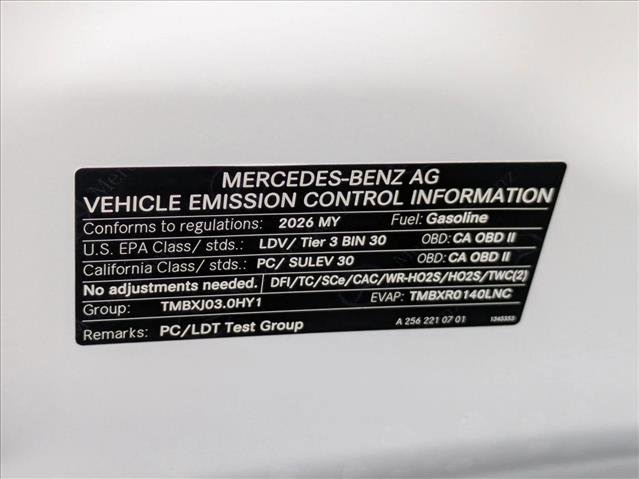 MERCEDES-BENZ AG
VEHICLE EMISSION CONTROL INFORMATION
Conforms to regulations: 2026 MY Fuel: Gasoline
U.S. EPA Class/ stds.: LDV/ Tier 3 BIN 30 OBD: CA OBD II
California Class/ stds.: PC/ SULEV 30 OBD: CA OBD II
No adjustments needed. DFI/TC/SCe/CAC/WR-HO2S/HO2S/TWC(2)
Group: TMBXJ03.0HY1 EVAP: TMBXR0140LNC
Remarks: PC/LDT Test Group A 256 221 07 01